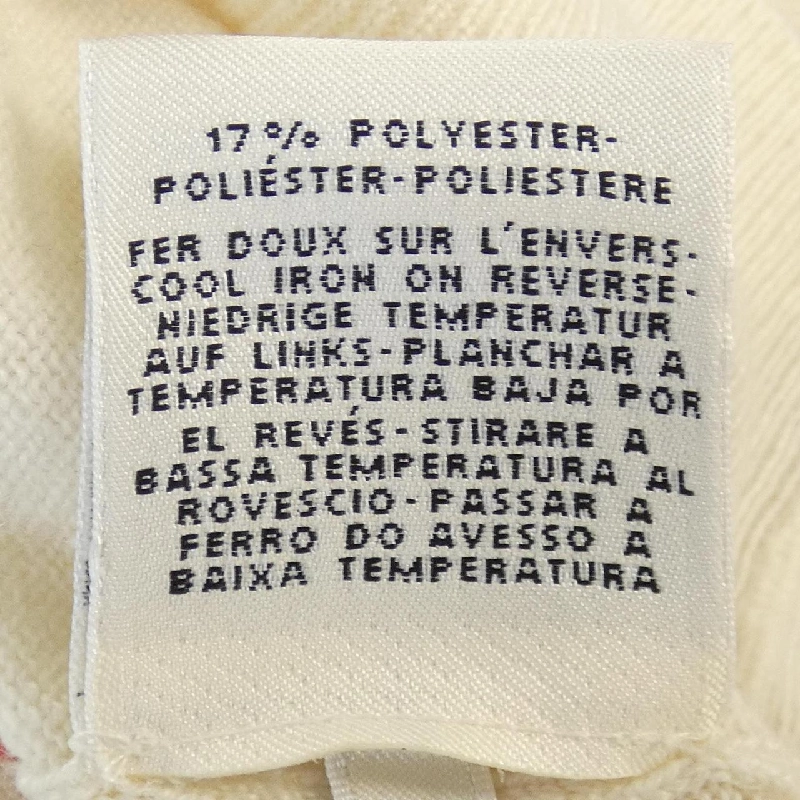 17% POLYESTER-
POLIÉSTER-POLIESTERE
FER DOUX SUR L'ENVERS-
COOL IRON ON REVERSE-
NIEDRIGE TEMPERATUR
AUF LINKS-PLANCHAR A
TEMPERATURA BAJA POR
EL REVÉS-STIRARE A
BASSA TEMPERATURA AL
ROVESCIO-PASSAR A
FERRO DO AVESSO A
BAIXA TEMPERATURA